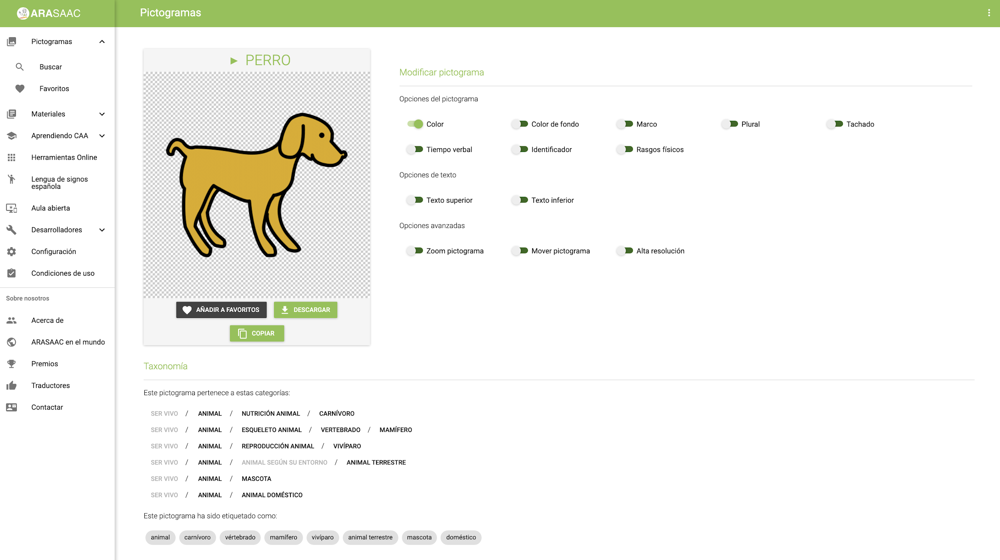 ARASAAC
Pictogramas
Pictogramas
Buscar
Favoritos
Materiales
Aprendiendo CAA
Herramientas Online
Lengua de signos
española
Aula abierta
Desarrolladores
Configuración
Condiciones de uso
Sobre nosotros
Acerca de
ARASAAC en el mundo
Premios
Traductores
Contactar
PERRO
AÑADIR A FAVORITOS
DESCARGAR
COPIAR
Modificar pictograma
Opciones del pictograma
Color
Color de fondo
Marco
Plural
Tachado
Tiempo verbal
Identificador
Rasgos físicos
Opciones de texto
Texto superior
Texto inferior
Opciones avanzadas
Zoom pictograma
Mover pictograma
Alta resolución
Taxonomía
Este pictograma pertenece a estas categorías:
SER VIVO / ANIMAL / NUTRICIÓN ANIMAL / CARNÍVORO
SER VIVO / ANIMAL / ESQUELETO ANIMAL / VERTEBRADO / MAMÍFERO
SER VIVO / ANIMAL / REPRODUCCIÓN ANIMAL / VIVÍPARO
SER VIVO / ANIMAL / ANIMAL SEGÚN SU ENTORNO / ANIMAL TERRESTRE
SER VIVO / ANIMAL / MASCOTA
SER VIVO / ANIMAL / ANIMAL DOMÉSTICO
Este pictograma ha sido etiquetado como:
animal carnívoro vértebrado mamífero vivíparo animal terrestre mascota doméstico